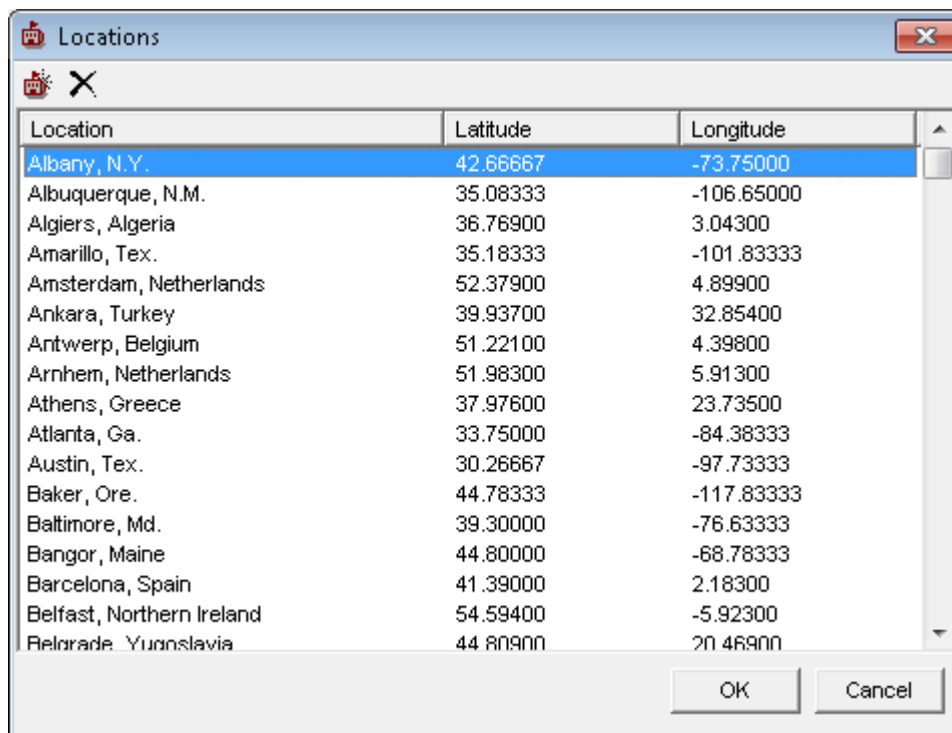 Locations
Location Latitude Longitude
Albany, N.Y. 42.66667 -73.75000
Albuquerque, N.M. 35.08333 -106.65000
Algiers, Algeria 36.76900 3.04300
Amarillo, Tex. 35.18333 -101.83333
Amsterdam, Netherlands 52.37900 4.89900
Ankara, Turkey 39.93700 32.85400
Antwerp, Belgium 51.22100 4.39800
Arnhem, Netherlands 51.98300 5.91300
Athens, Greece 37.97600 23.73500
Atlanta, Ga. 33.75000 -84.38333
Austin, Tex. 30.26667 -97.73333
Baker, Ore. 44.78333 -117.83333
Baltimore, Md. 39.30000 -76.63333
Bangor, Maine 44.80000 -68.78333
Barcelona, Spain 41.39000 2.18300
Belfast, Northern Ireland 54.59400 -5.92300
Belgrade, Yugoslavia 44.80900 20.46900
OK Cancel